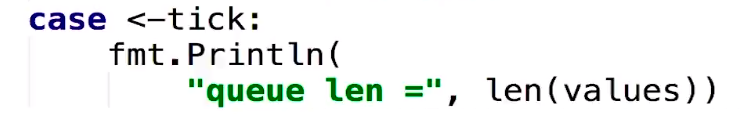 case <-tick:
    fmt.Println(
        "queue len =", len(values))